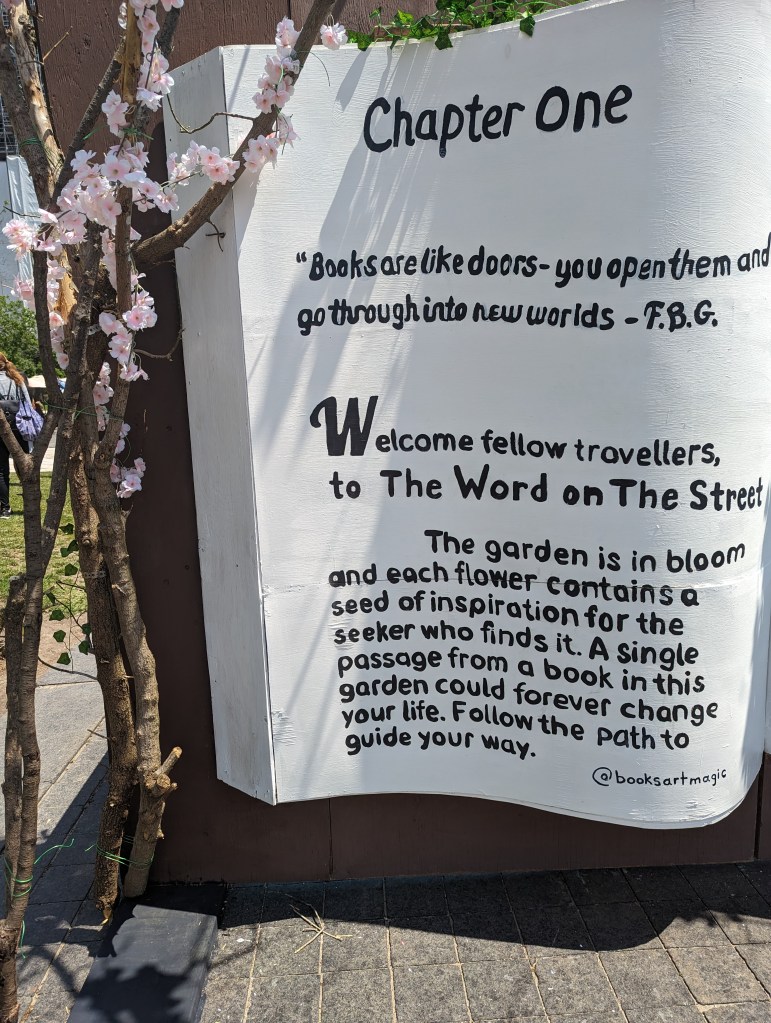 Chapter One
“Books are like doors- you open them and
go through into new worlds - F.B.G.
Welcome fellow travellers,
to The Word on The Street
The garden is in bloom
and each flower contains a
seed of inspiration for the
seeker who finds it. A single
passage from a book in this
garden could forever change
your life. Follow the path to
guide your way.
@booksartmagic